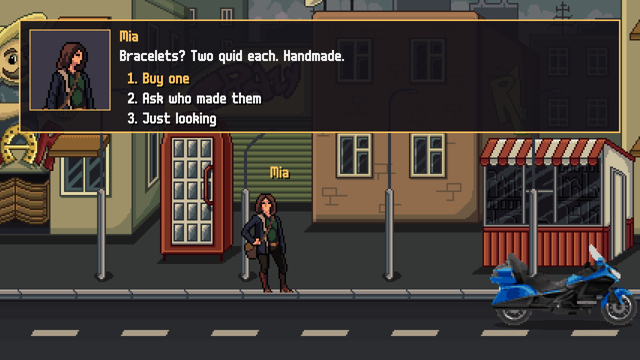 Mia
Bracelets? Two quid each. Handmade.
1. Buy one
2. Ask who made them
3. Just looking
Mia